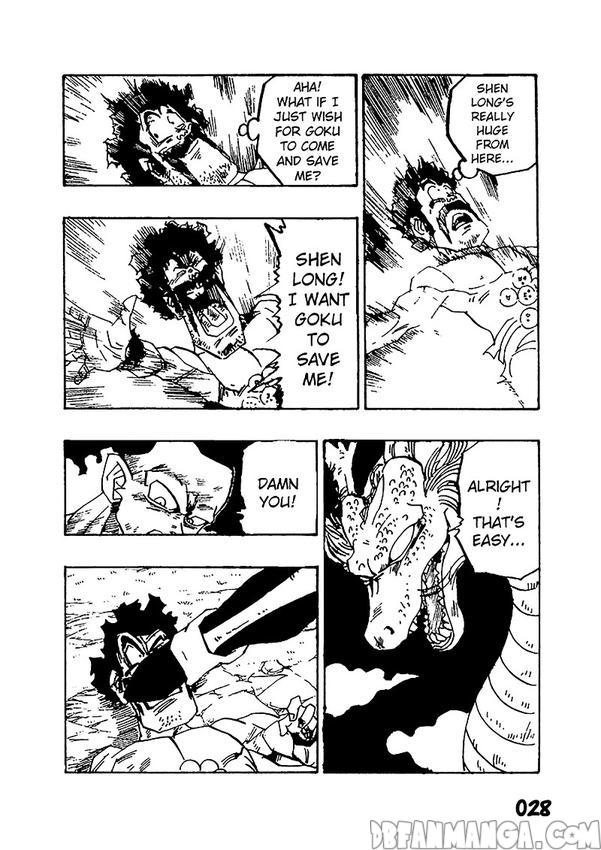 SHEN
LONG'S
REALLY
HUGE
FROM
HERE...
AHA!
WHAT IF I
JUST WISH
FOR GOKU
TO COME
AND SAVE
ME?
SHEN
LONG!
I WANT
GOKU
TO
SAVE
ME!
ALRIGHT
!
THAT'S
EASY...
DAMN
YOU!
028
DBFANMANGA.COM